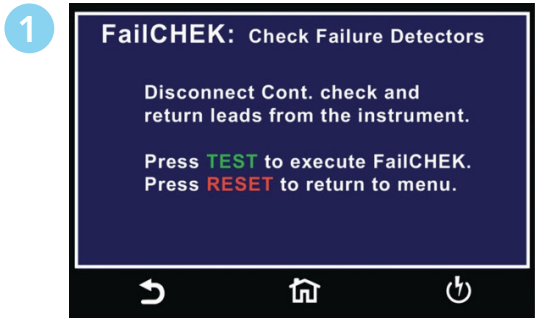 1
FailCHEK: Check Failure Detectors
Disconnect Cont. check and
return leads from the instrument.
Press TEST to execute FailCHEK.
Press RESET to return to menu.